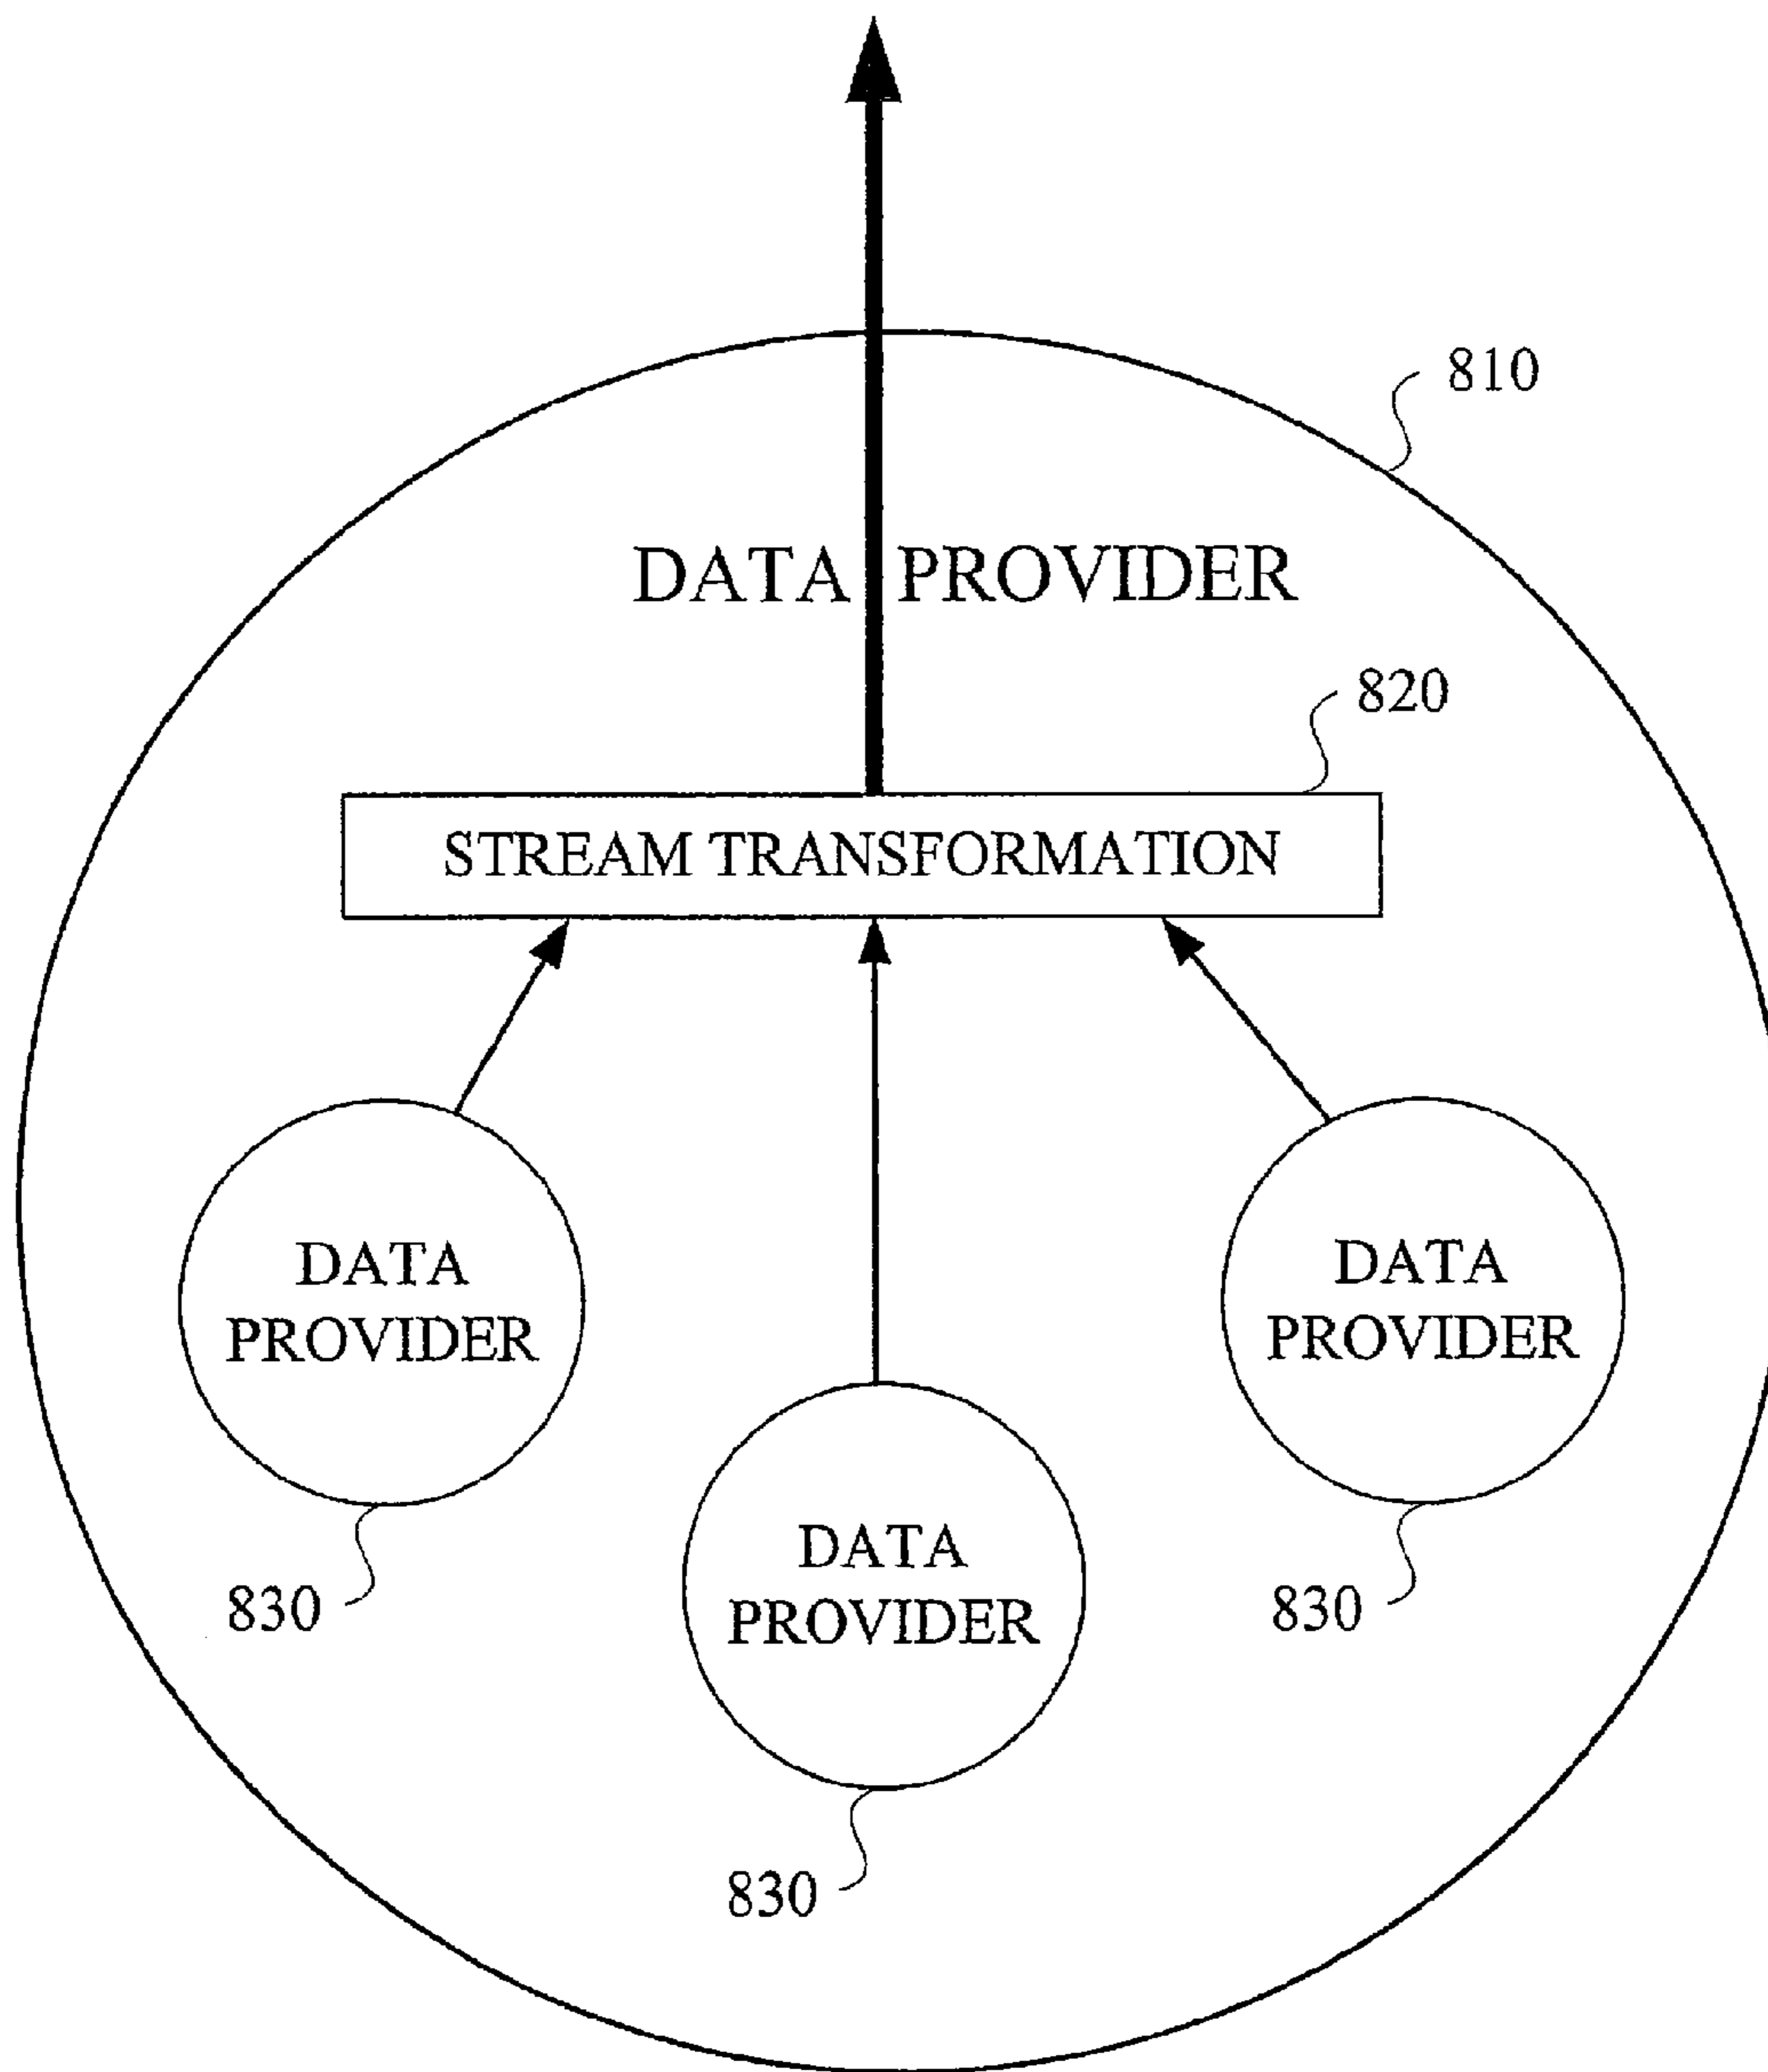 810
DATA PROVIDER
820
STREAM TRANSFORMATION
DATA
PROVIDER
830
DATA
PROVIDER
830
DATA
PROVIDER
830